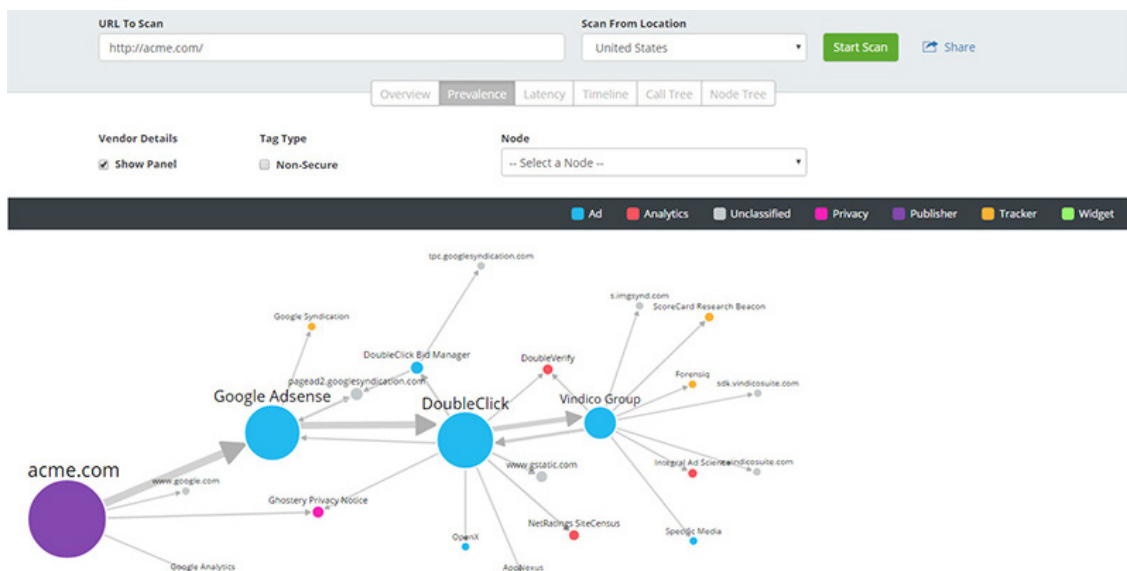 URL To Scan
Scan From Location
http://acme.com/
United States
Start Scan
Share
Overview
Prevalence
Latency
Timeline
Call Tree
Node Tree
Vendor Details
Tag Type
Node
Show Panel
Non-Secure
-- Select a Node --
Ad
Analytics
Unclassified
Privacy
Publisher
Tracker
Widget
tpc.googlesyndication.com
s.imgsynd.com
ScoreCard Research Beacon
Google Syndication
DoubleClick Bid Manager
DoubleVerify
Forensiq
pagead2.googlesyndication.com
sdk.vindicosuite.com
Google Adsense
DoubleClick
Vindico Group
acme.com
www.google.com
www.gstatic.com
Integral Ad Science
vindicosuite.com
Ghostery Privacy Notice
NetRatings SiteCensus
OpenX
Specific Media
Google Analytics
AppNexus